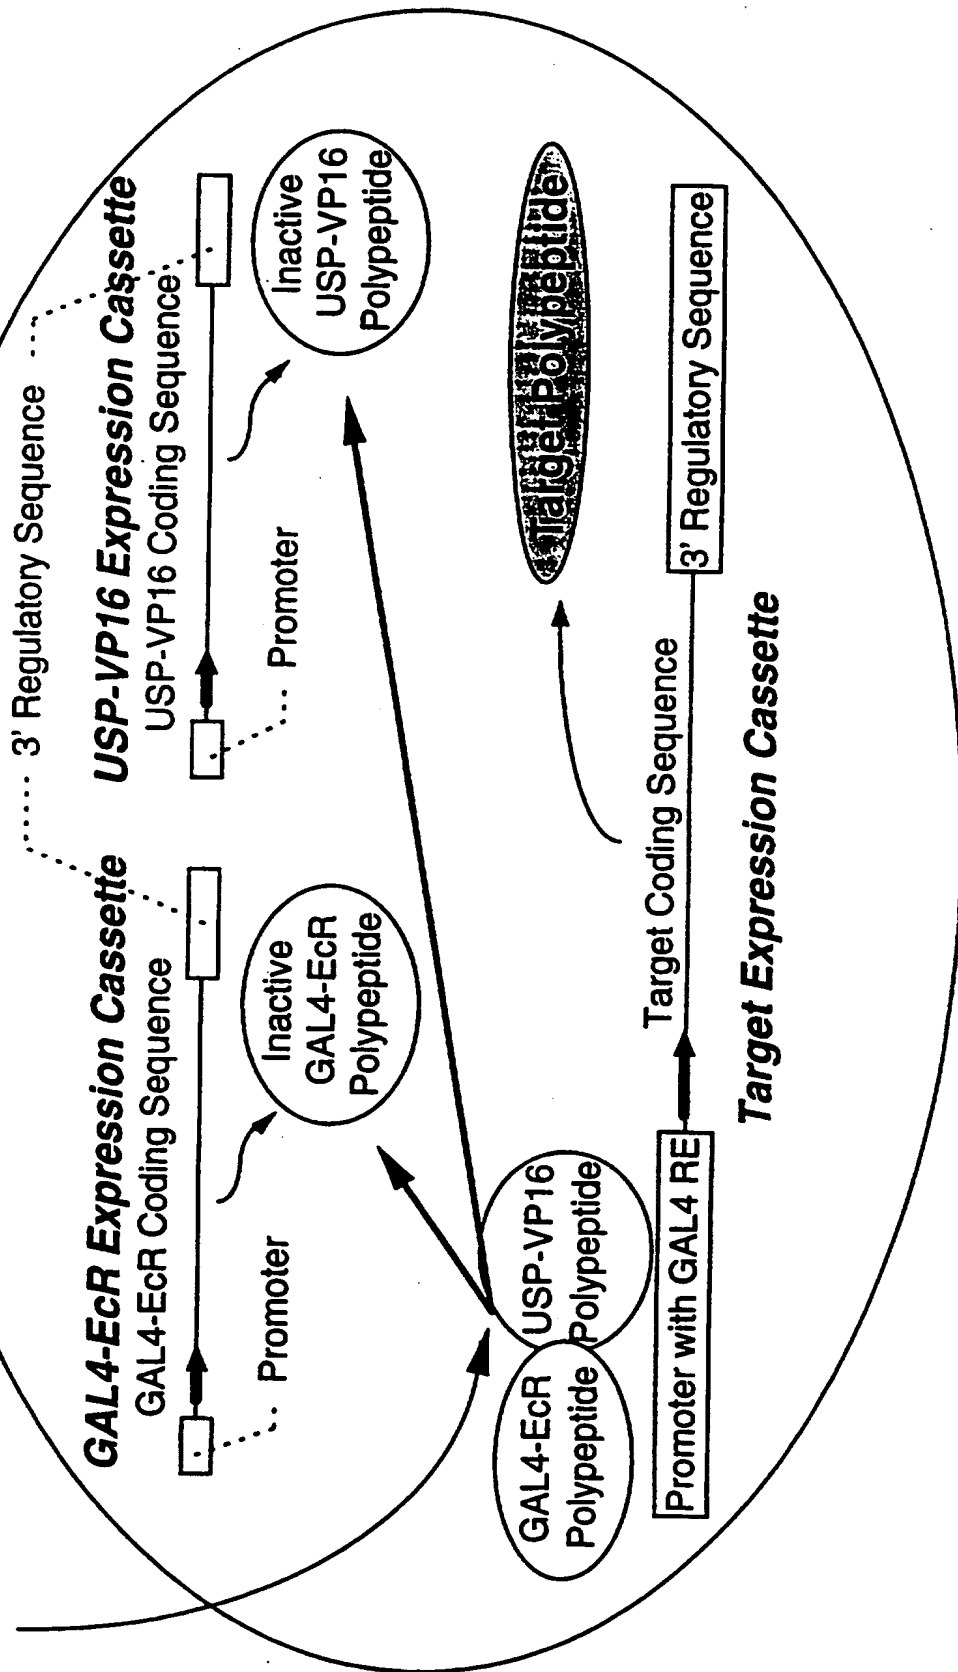 3' Regulatory Sequence
GAL4-EcR Expression Cassette
GAL4-EcR Coding Sequence
Promoter
Inactive
GAL4-EcR
Polypeptide
USP-VP16 Expression Cassette
USP-VP16 Coding Sequence
Promoter
Inactive
USP-VP16
Polypeptide
GAL4-EcR
Polypeptide
USP-VP16
Polypeptide
Target Polypeptide
Promoter with GAL4 RE
Target Coding Sequence
3' Regulatory Sequence
Target Expression Cassette